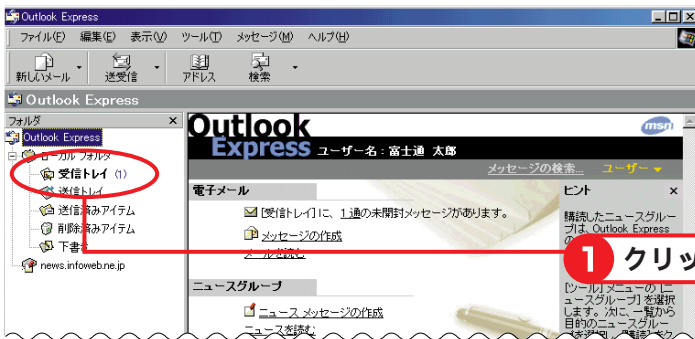 Outlook Express
ファイル(F) 編集(E) 表示(V) ツール(T) メッセージ(M) ヘルプ(H)
新しいメール 送受信 アドレス 検索
Outlook Express
フォルダ ×
Outlook Express
ローカル フォルダ
受信トレイ (1)
送信トレイ
送信済みアイテム
削除済みアイテム
下書き
news.infoweb.ne.jp
Outlook
Express ユーザー名：富士通 太郎
msn
メッセージの検索... ユーザー
電子メール
[受信トレイ] に、1通の未開封メッセージがあります。
メッセージの作成
メールを読む
ニュースグループ
ニュース メッセージの作成
ニュースを読む
ヒント ×
購読したニュースグルー
プは、Outlook Express
1 クリッ
[ツール] メニューの [ニ
ュースグループ] を選択
します。次に、一覧から
目的のニュースグルー